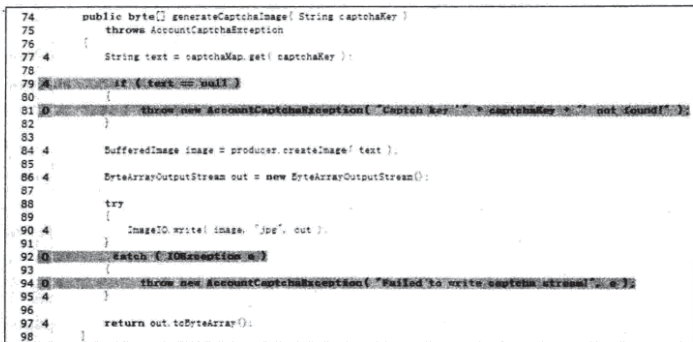 74 public byte[] generateCaptchaImage( String captchaKey )
75 throws AccountCaptchaException
76 {
77 4 String text = captchaMap.get( captchaKey );
78
79 4 if ( text == null )
80 {
81 0 throw new AccountCaptchaException( "Captch key '" + captchaKey + "' not found!" );
82 }
83
84 4 BufferedImage image = producer.createImage( text );
85
86 4 ByteArrayOutputStream out = new ByteArrayOutputStream();
87
88 try
89 {
90 4 ImageIO.write( image, "jpg", out );
91 }
92 0 catch ( IOException e )
93 {
94 0 throw new AccountCaptchaException( "Failed to write captcha stream!", e );
95 4 }
96
97 4 return out.toByteArray();
98 }